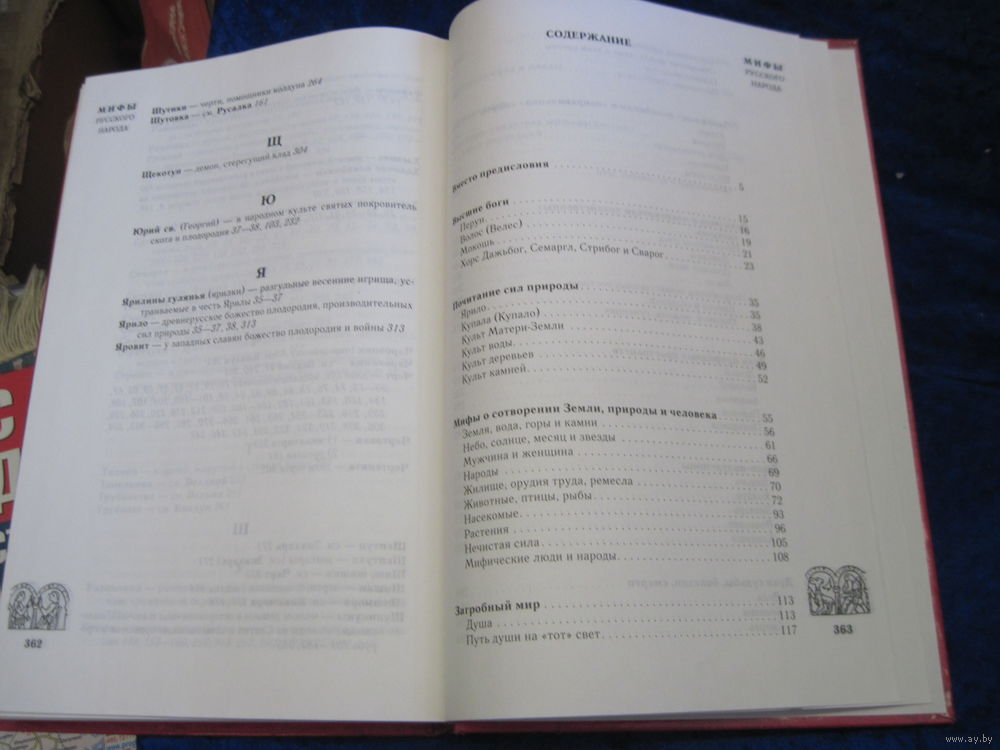 МИФЫ
РУССКОГО
НАРОДА
Шутики — черти, помощники колдуна 264
Шутовка — см. Русалка 161
Щ
Щекотун — демон, стерегущий клад 304
Ю
Юрий св. (Георгий) — в народном культе святых покровитель
скота и плодородия 37—38, 103, 232
Я
Ярилины гулянья (ярилки) — разгульные весенние игрища, ус-
траиваемые в честь Ярилы 35—37
Ярило — древнерусское божество плодородия, производительных
сил природы 35—37, 38, 313
Яровит — у западных славян божество плодородия и войны 313
362
СОДЕРЖАНИЕ
МИФЫ
РУССКОГО
НАРОДА
Вместо предисловия 5
Высшие боги 15
Перун 16
Волос (Велес) 19
Мокошь 21
Хорс Дажьбог, Семаргл, Стрибог и Сварог 23
Почитание сил природы 35
Ярило 35
Купала (Купало) 38
Культ Матери-Земли 43
Культ воды 46
Культ деревьев 49
Культ камней 52
Мифы о сотворении Земли, природы и человека 55
Земля, вода, горы и камни 56
Небо, солнце, месяц и звезды 61
Мужчина и женщина 66
Народы 69
Жилище, орудия труда, ремесла 70
Животные, птицы, рыбы 72
Насекомые 93
Растения 96
Нечистая сила 105
Мифические люди и народы 108
Загробный мир 113
Душа 113
Путь души на «тот» свет 117
363
www.ay.by